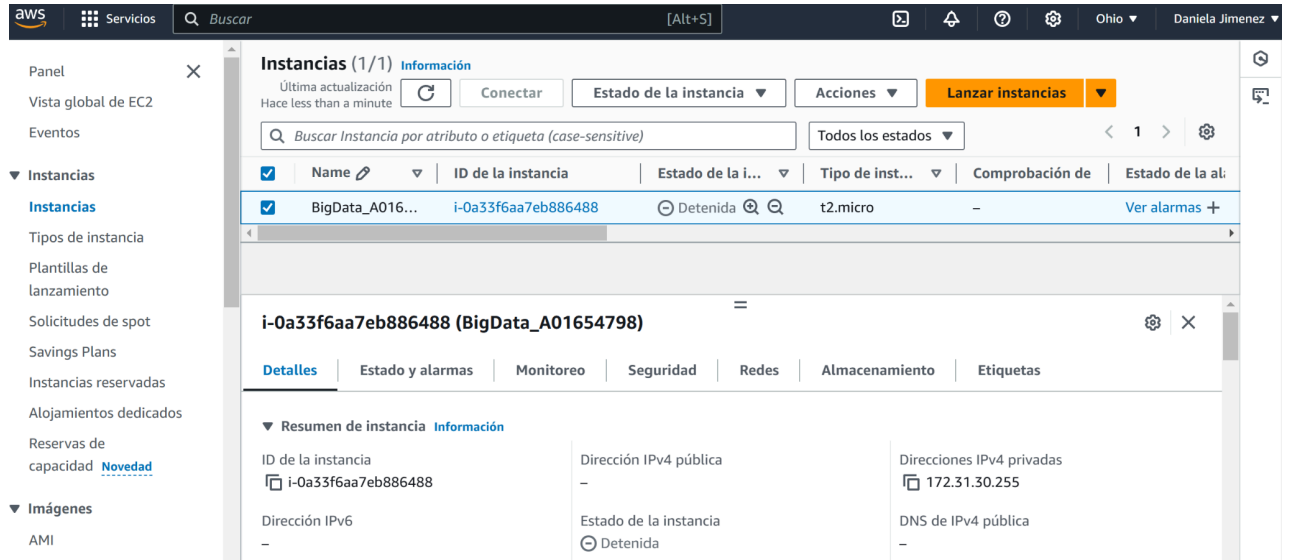 aws
Servicios
Buscar
[Alt+S]
Ohio ▼
Daniela Jimenez ▼
Panel
Vista global de EC2
Eventos
▼ Instancias
Instancias
Tipos de instancia
Plantillas de
lanzamiento
Solicitudes de spot
Savings Plans
Instancias reservadas
Alojamientos dedicados
Reservas de
capacidad Novedad
▼ Imágenes
AMI
Instancias (1/1) Información
Última actualización
Hace less than a minute
Conectar
Estado de la instancia ▼
Acciones ▼
Lanzar instancias ▼
Buscar Instancia por atributo o etiqueta (case-sensitive)
Todos los estados ▼
< 1 >
Name
ID de la instancia
Estado de la i...
Tipo de inst...
Comprobación de
Estado de la al
BigData_A016...
i-0a33f6aa7eb886488
Detenida
t2.micro
–
Ver alarmas +
i-0a33f6aa7eb886488 (BigData_A01654798)
Detalles
Estado y alarmas
Monitoreo
Seguridad
Redes
Almacenamiento
Etiquetas
▼ Resumen de instancia Información
ID de la instancia
i-0a33f6aa7eb886488
Dirección IPv4 pública
–
Direcciones IPv4 privadas
172.31.30.255
Dirección IPv6
–
Estado de la instancia
Detenida
DNS de IPv4 pública
–